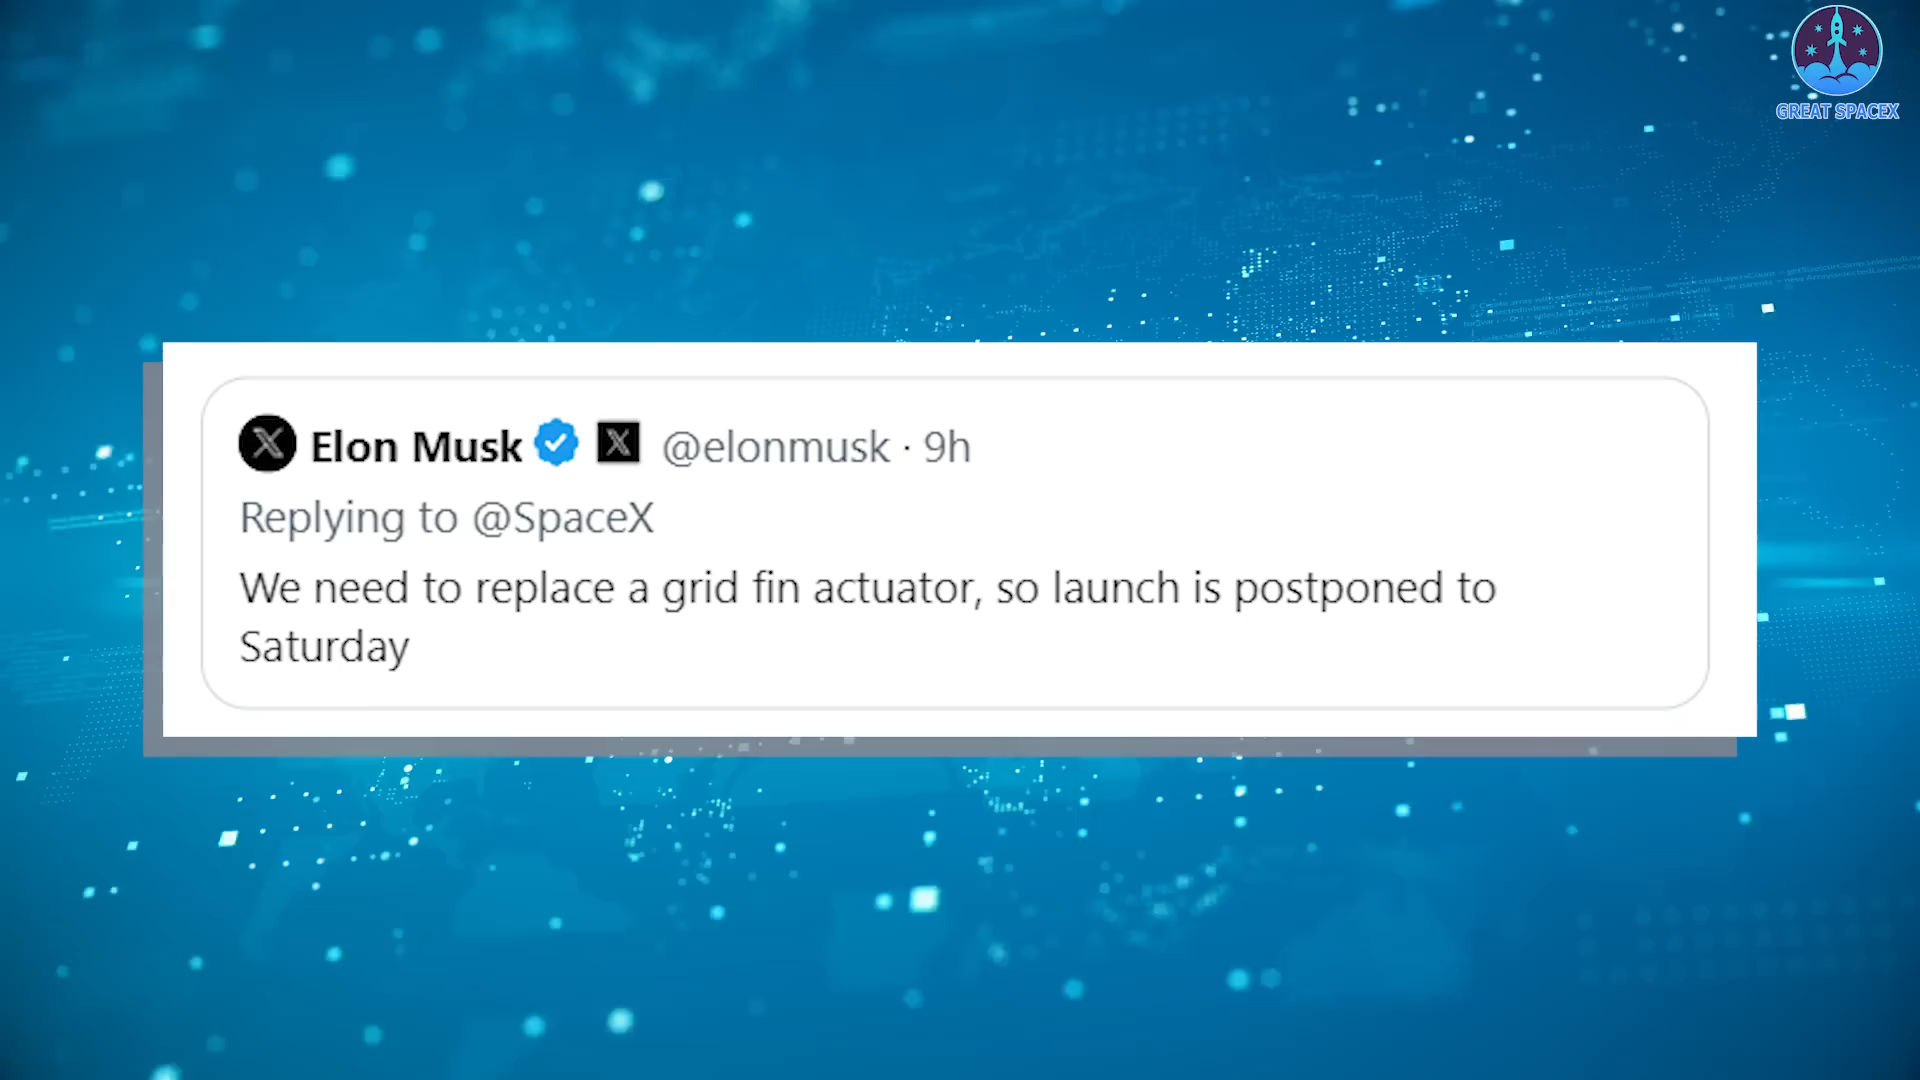 GREAT SPACEX
Elon Musk @elonmusk · 9h
Replying to @SpaceX
We need to replace a grid fin actuator, so launch is postponed to
Saturday